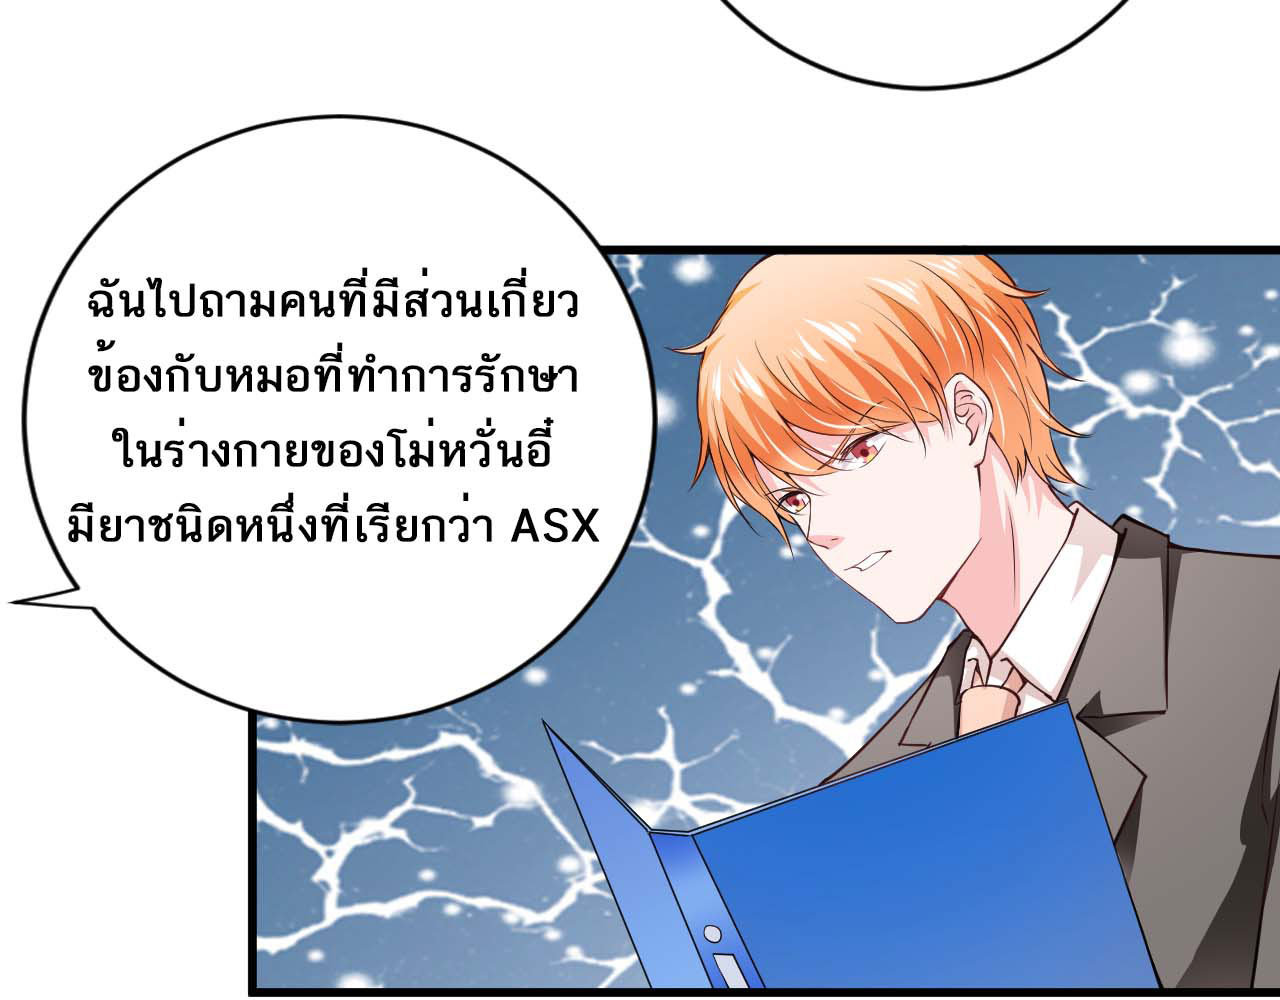 ฉันไปถามคนที่มีส่วนเกี่ยว
ข้องกับหมอที่ทำการรักษา
ในร่างกายของโม่หวั่นอี๋
มียาชนิดหนึ่งที่เรียกว่า ASX